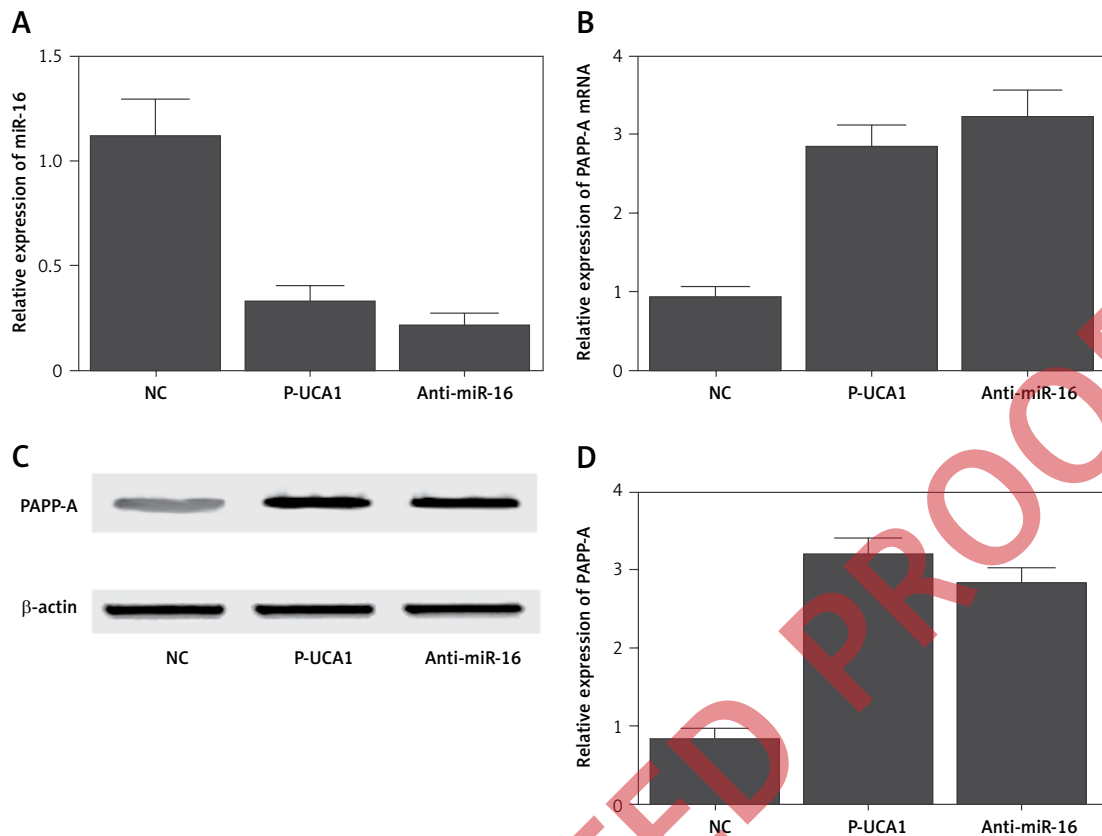 A
Relative expression of miR-16
1.5
1.0
0.5
0
NC P-UCA1 Anti-miR-16
B
Relative expression of PAPP-A mRNA
4
3
2
1
0
NC P-UCA1 Anti-miR-16
C
PAPP-A
β-actin
NC P-UCA1 Anti-miR-16
D
Relative expression of PAPP-A
4
3
2
1
0
NC P-UCA1 Anti-miR-16